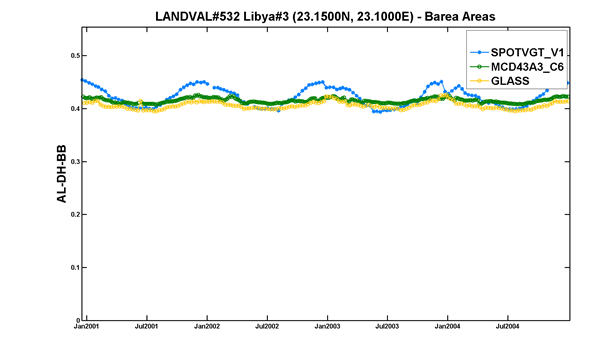 LANDVAL#532 Libya#3 (23.1500N, 23.1000E) - Barea Areas
SPOTVGT_V1
MCD43A3_C6
GLASS
AL-DH-BB
0.5
0.4
0.3
0.2
0.1
0
Jan2001 Jul2001 Jan2002 Jul2002 Jan2003 Jul2003 Jan2004 Jul2004